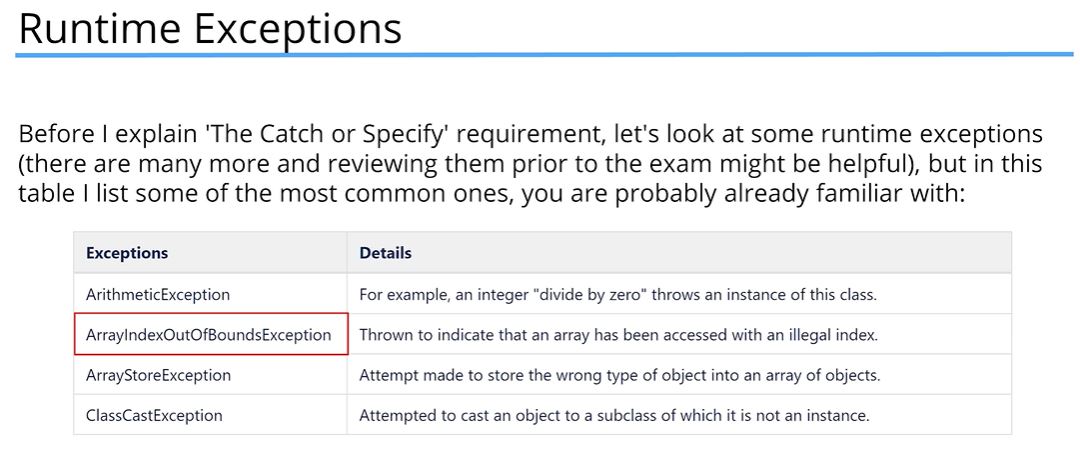 Runtime Exceptions
Before I explain 'The Catch or Specify' requirement, let's look at some runtime exceptions
(there are many more and reviewing them prior to the exam might be helpful), but in this
table I list some of the most common ones, you are probably already familiar with:
Exceptions Details
ArithmeticException For example, an integer "divide by zero" throws an instance of this class.
ArrayIndexOutOfBoundsException Thrown to indicate that an array has been accessed with an illegal index.
ArrayStoreException Attempt made to store the wrong type of object into an array of objects.
ClassCastException Attempted to cast an object to a subclass of which it is not an instance.